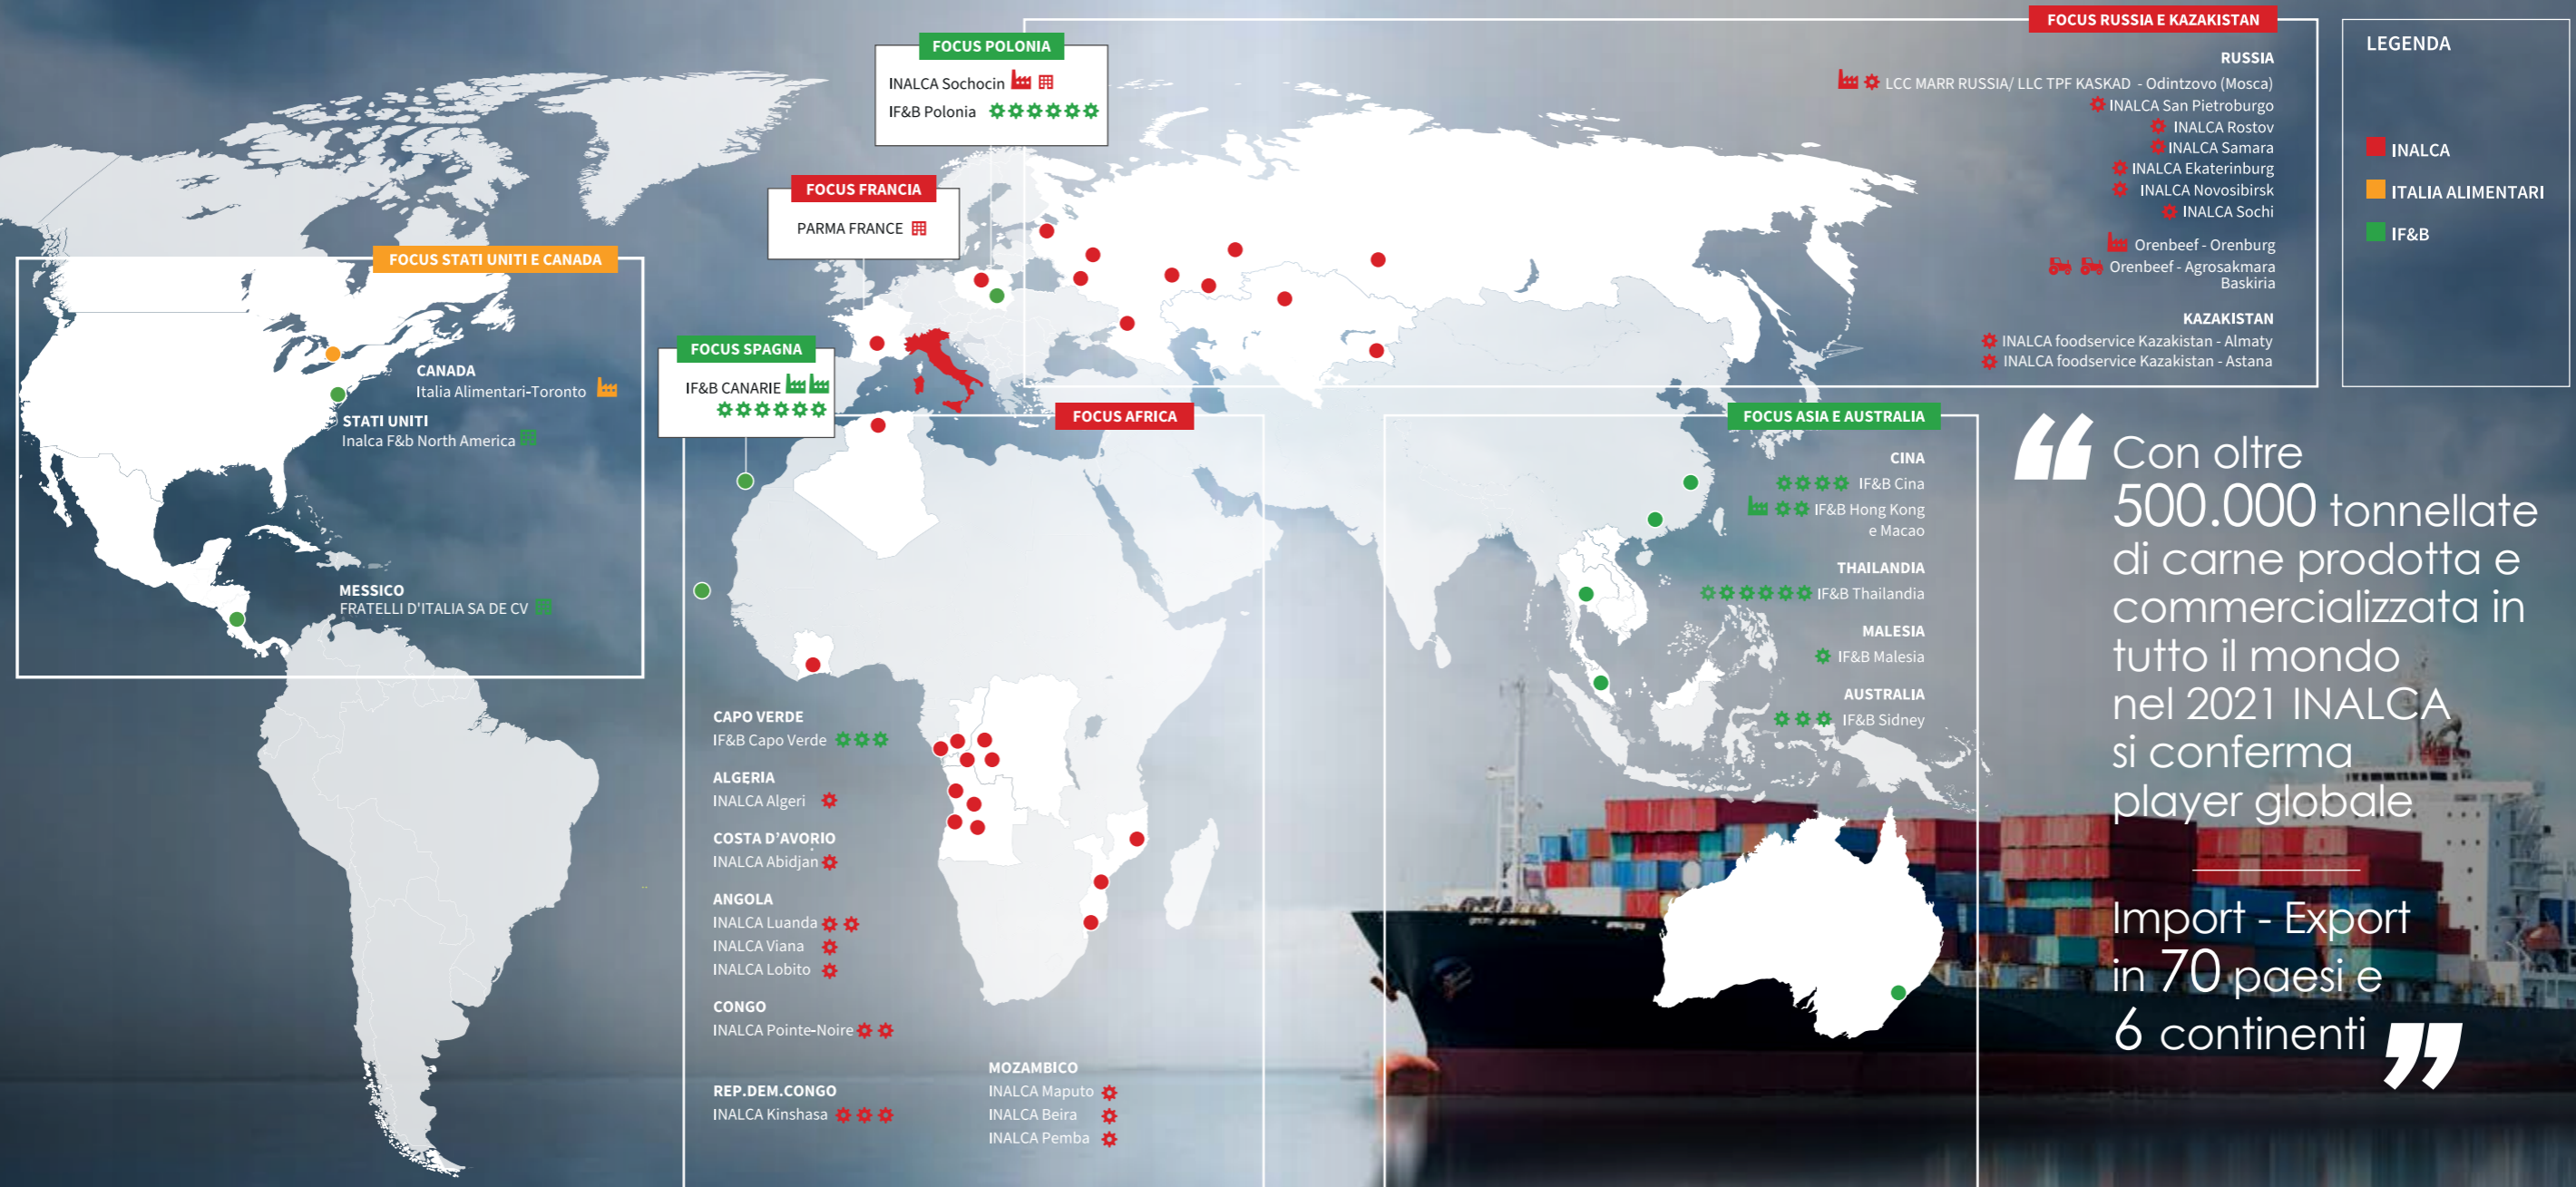 FOCUS POLONIA
INALCA Sochocin
IF&B Polonia
FOCUS FRANCIA
PARMA FRANCE
FOCUS STATI UNITI E CANADA
CANADA
Italia Alimentari-Toronto
STATI UNITI
Inalca F&b North America
MESSICO
FRATELLI D'ITALIA SA DE CV
FOCUS SPAGNA
IF&B CANARIE
FOCUS RUSSIA E KAZAKISTAN
RUSSIA
LCC MARR RUSSIA/ LLC TPF KASKAD - Odintzovo (Mosca)
INALCA San Pietroburgo
INALCA Rostov
INALCA Samara
INALCA Ekaterinburg
INALCA Novosibirsk
INALCA Sochi
Orenbeef - Orenburg
Orenbeef - Agrosakmara
Baskiria
KAZAKISTAN
INALCA foodservice Kazakistan - Almaty
INALCA foodservice Kazakistan - Astana
LEGENDA
INALCA
ITALIA ALIMENTARI
IF&B
FOCUS AFRICA
CAPO VERDE
IF&B Capo Verde
ALGERIA
INALCA Algeri
COSTA D'AVORIO
INALCA Abidjan
ANGOLA
INALCA Luanda
INALCA Viana
INALCA Lobito
CONGO
INALCA Pointe-Noire
REP.DEM.CONGO
INALCA Kinshasa
MOZAMBICO
INALCA Maputo
INALCA Beira
INALCA Pemba
FOCUS ASIA E AUSTRALIA
CINA
IF&B Cina
IF&B Hong Kong
e Macao
THAILANDIA
IF&B Thailandia
MALESIA
IF&B Malesia
AUSTRALIA
IF&B Sidney
“ Con oltre
500.000 tonnellate
di carne prodotta e
commercializzata in
tutto il mondo
nel 2021 INALCA
si conferma
player globale
Import - Export
in 70 paesi e
6 continenti ”